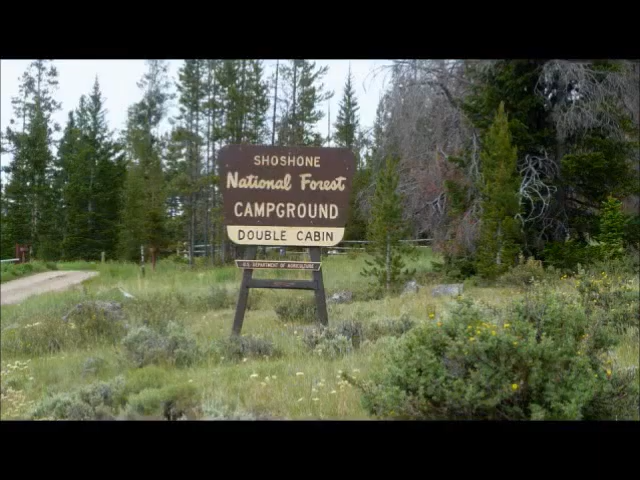 SHOSHONE
National Forest
CAMPGROUND
DOUBLE CABIN
U.S. DEPARTMENT OF AGRICULTURE